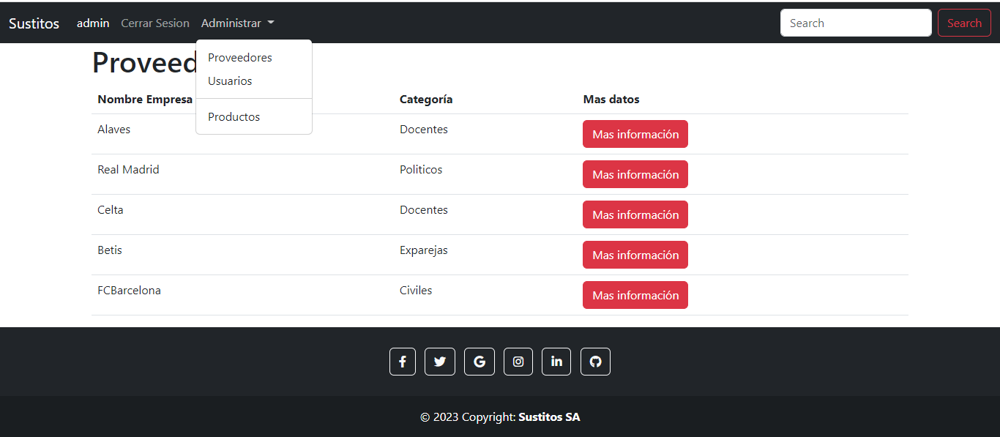 Sustitos admin Cerrar Sesion Administrar Search Search
Proveedores
Usuarios
Productos
Proveed
Nombre Empresa Categoría Mas datos
Alaves Docentes Mas información
Real Madrid Politicos Mas información
Celta Docentes Mas información
Betis Exparejas Mas información
FCBarcelona Civiles Mas información
© 2023 Copyright: Sustitos SA